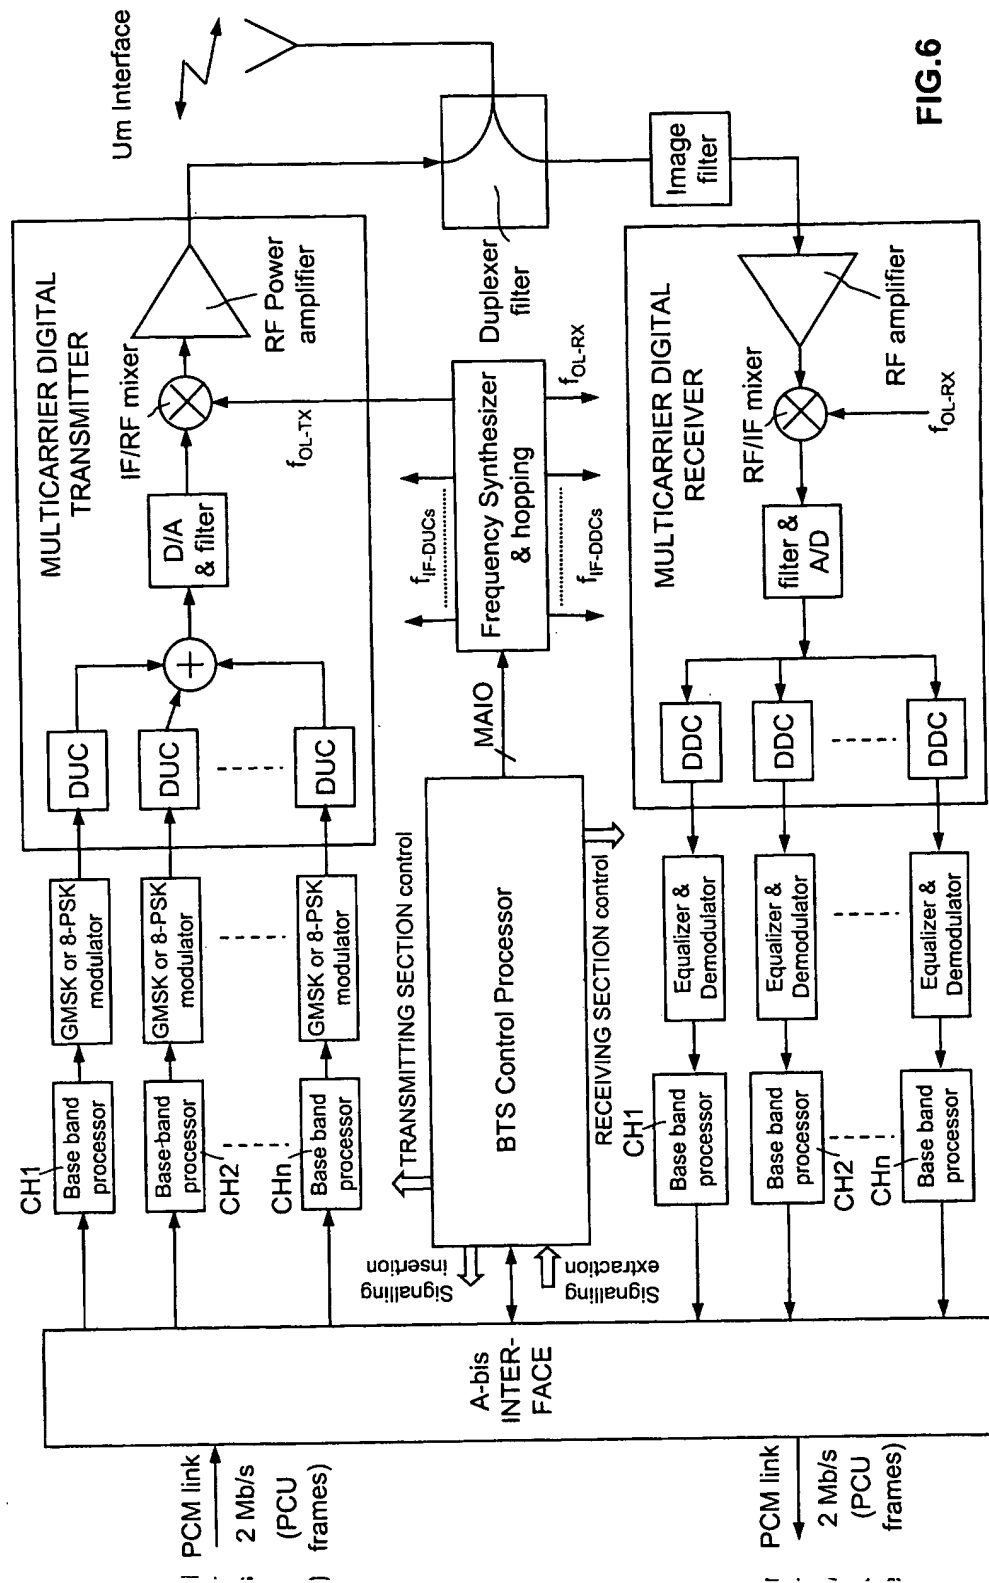 PCM link
2 Mb/s
(PCU
frames)
PCM link
2 Mb/s
(PCU
frames)
A-bis
INTER-
FACE
CH1
Base band
processor
GMSK or 8-PSK
modulator
DUC
Base-band
processor
CH2
GMSK or 8-PSK
modulator
DUC
CHn
Base band
processor
GMSK or 8-PSK
modulator
DUC
+
MULTICARRIER DIGITAL
TRANSMITTER
D/A
& filter
IF/RF mixer
RF Power
amplifier
Um Interface
fOL-TX
TRANSMITTING SECTION control
Signalling
insertion
Signalling
extraction
BTS Control Processor
RECEIVING SECTION control
MAIO
fIF-DUCs
Frequency Synthesizer
& hopping
fIF-DDCs
fOL-RX
Duplexer
filter
Image
filter
CH1
Base band
processor
Equalizer &
Demodulator
DDC
Base band
processor
CH2
Equalizer &
Demodulator
DDC
CHn
Base band
processor
Equalizer &
Demodulator
DDC
MULTICARRIER DIGITAL
RECEIVER
filter &
A/D
RF/IF mixer
RF amplifier
fOL-RX
FIG.6